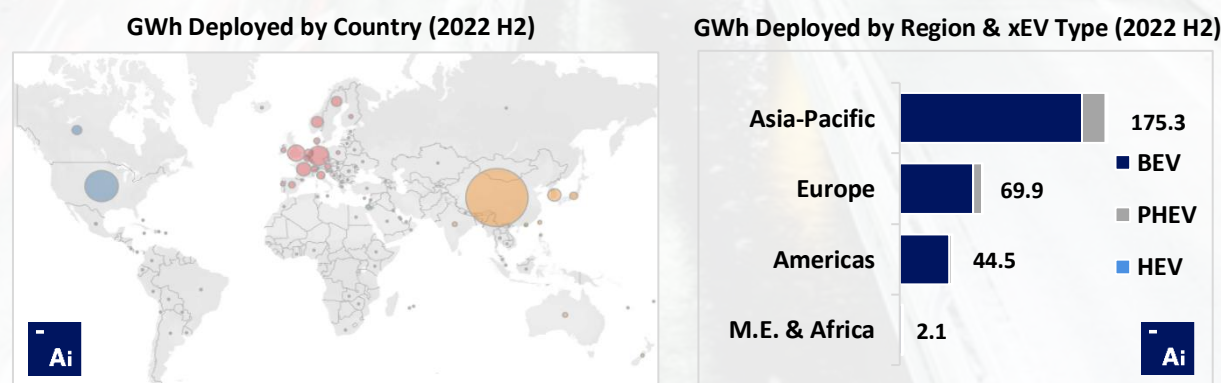 GWh Deployed by Country (2022 H2)
Ai
GWh Deployed by Region & xEV Type (2022 H2)
Asia-Pacific
175.3
BEV
Europe
69.9
PHEV
Americas
44.5
HEV
M.E. & Africa
2.1
Ai